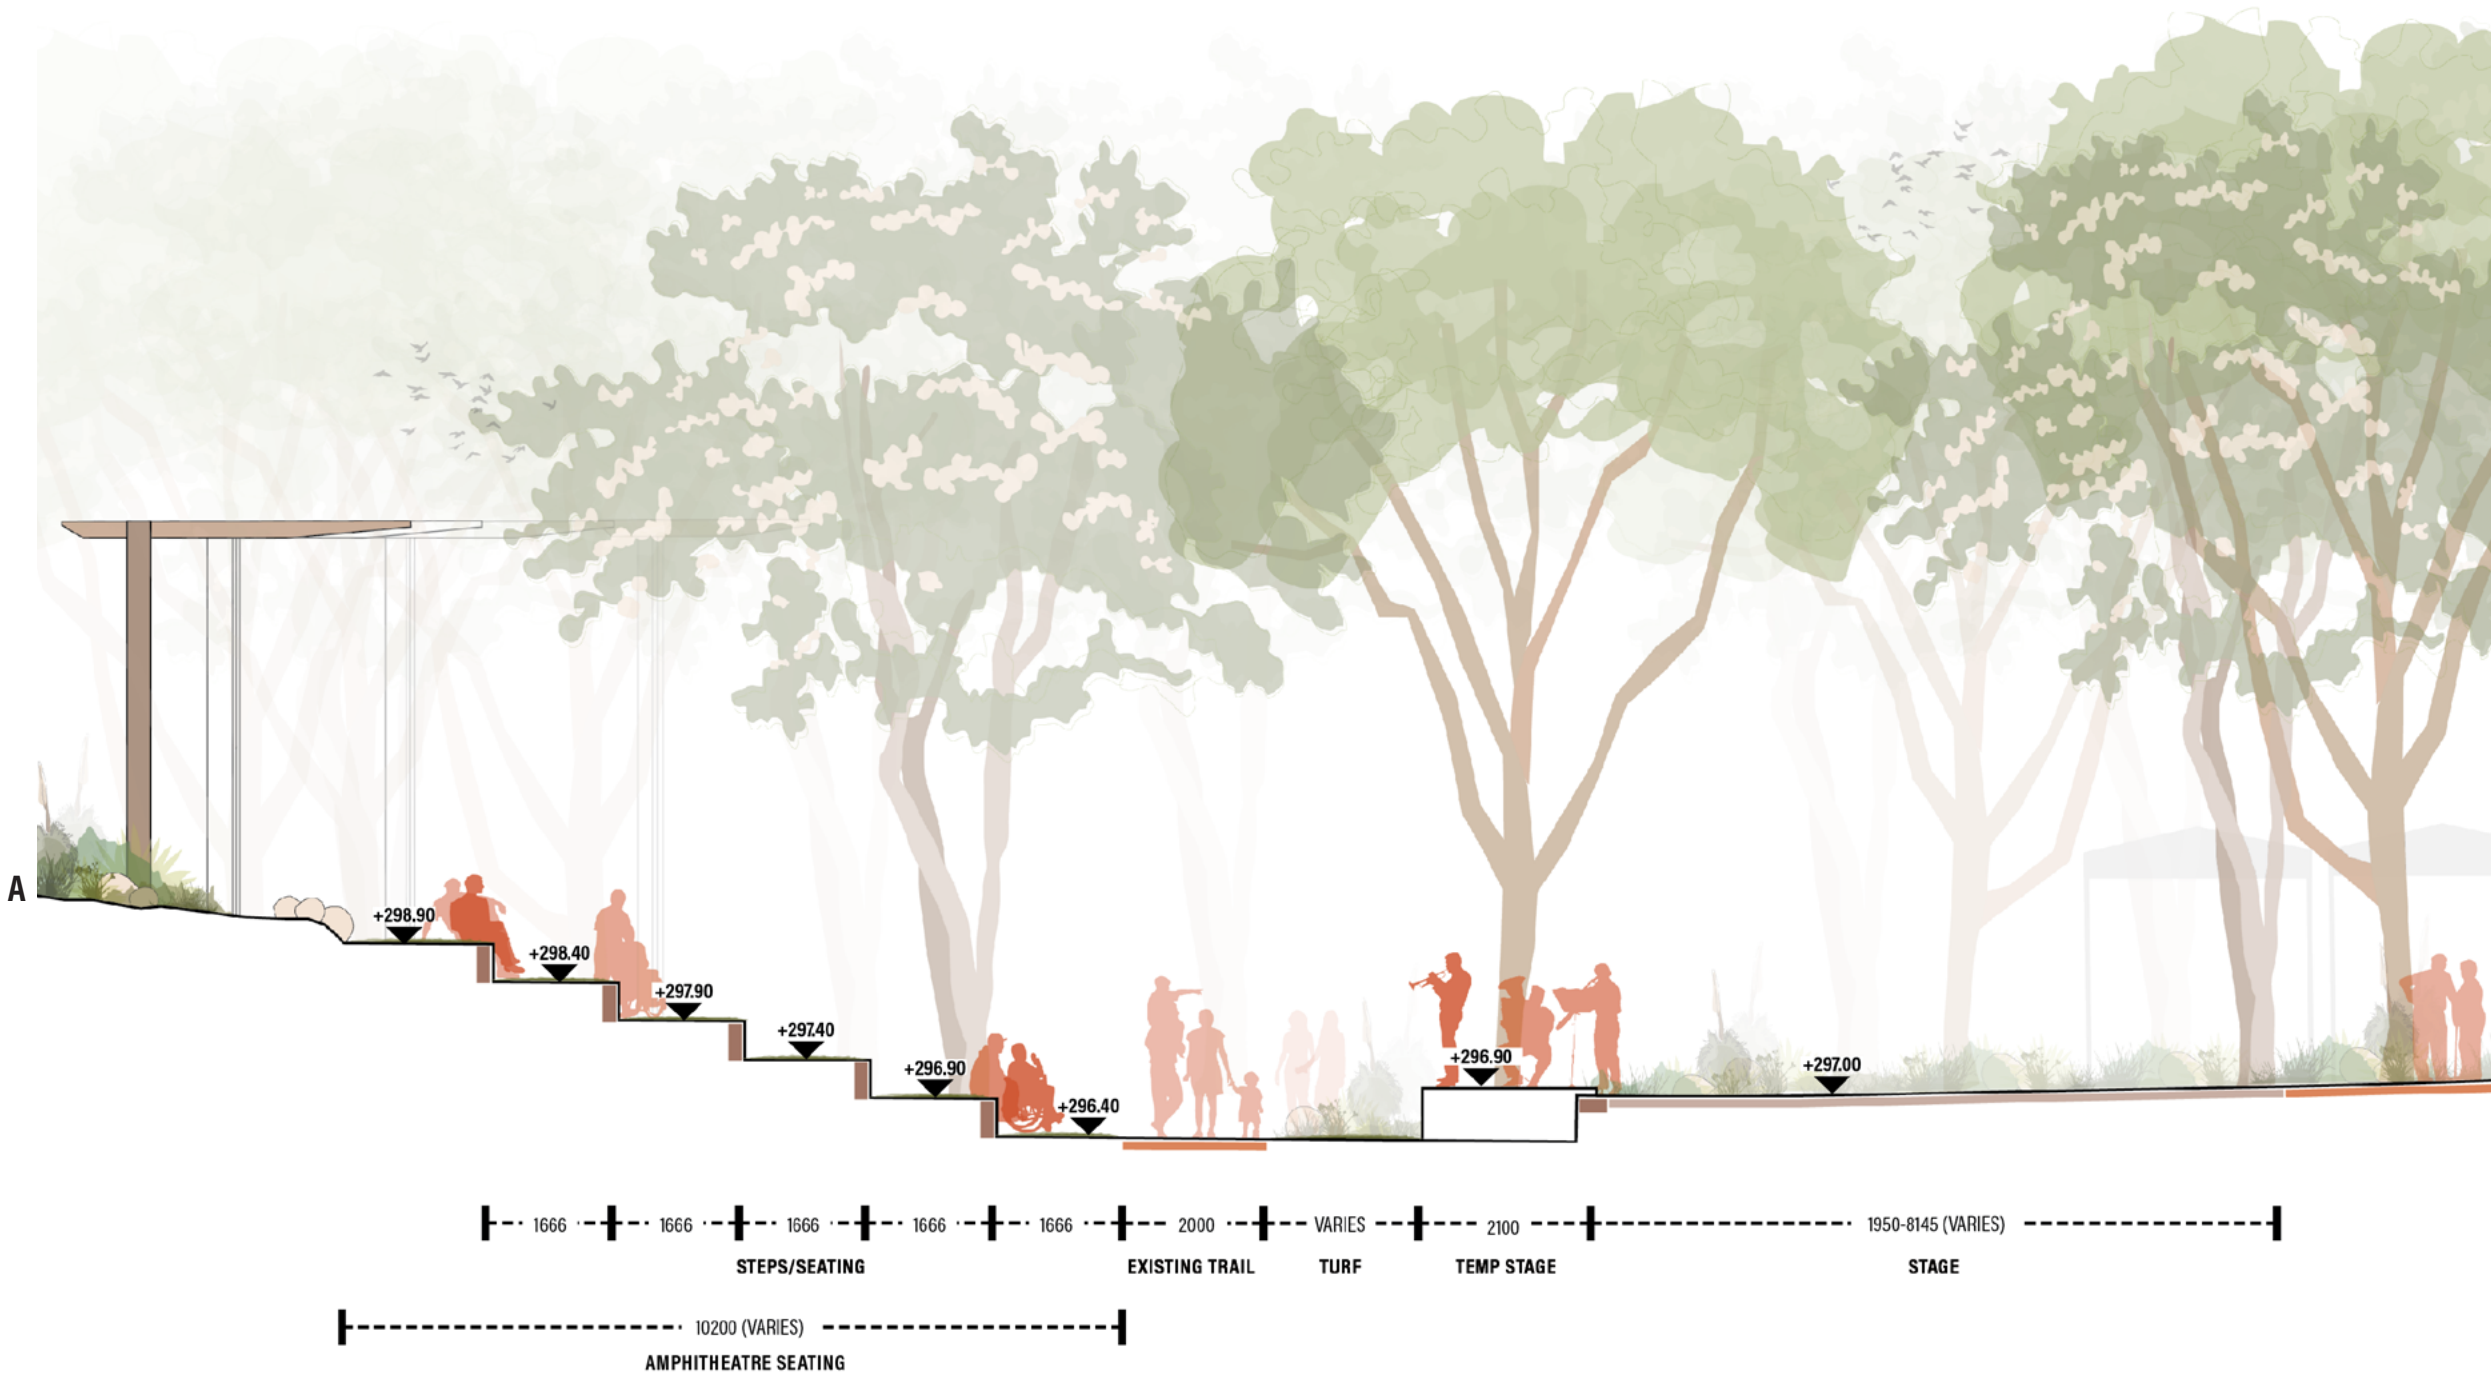 A
+298.90
+298.40
+297.90
+297.40
+296.90
+296.40
+296.90
+297.00
1666 1666 1666 1666 1666 2000 VARIES 2100 1950-8145 (VARIES)
STEPS/SEATING EXISTING TRAIL TURF TEMP STAGE STAGE
10200 (VARIES)
AMPHITHEATRE SEATING